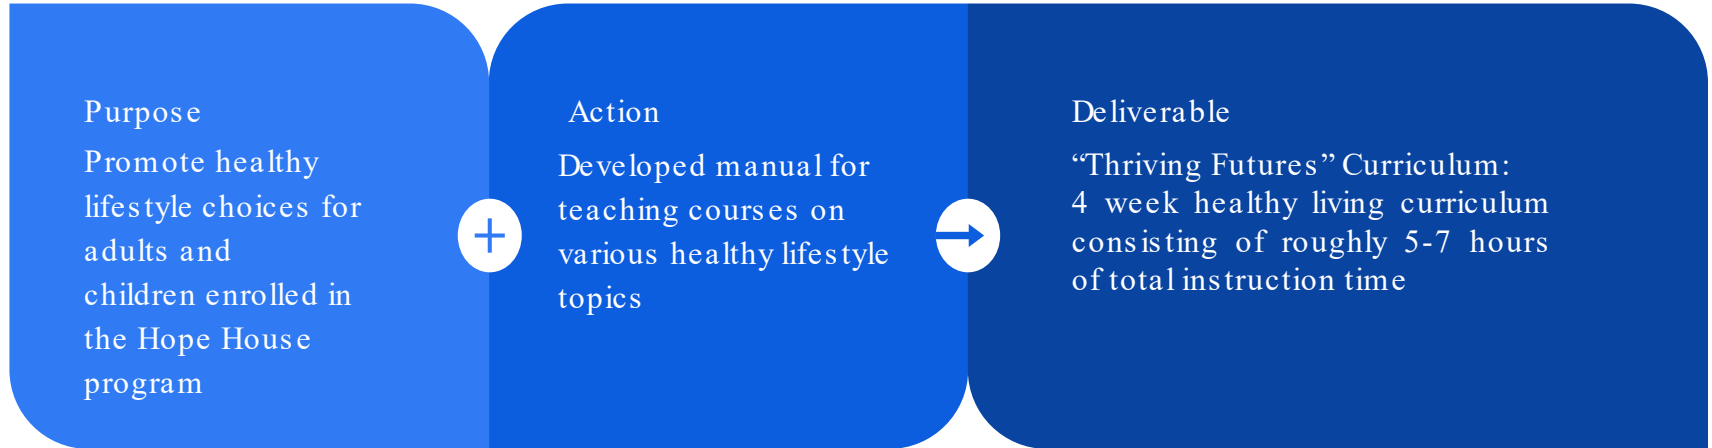 Purpose
Promote healthy
lifestyle choices for
adults and
children enrolled in
the Hope House
program
Action
Developed manual for
teaching courses on
various healthy lifestyle
topics
Deliverable
“Thriving Futures” Curriculum:
4 week healthy living curriculum
consisting of roughly 5-7 hours
of total instruction time